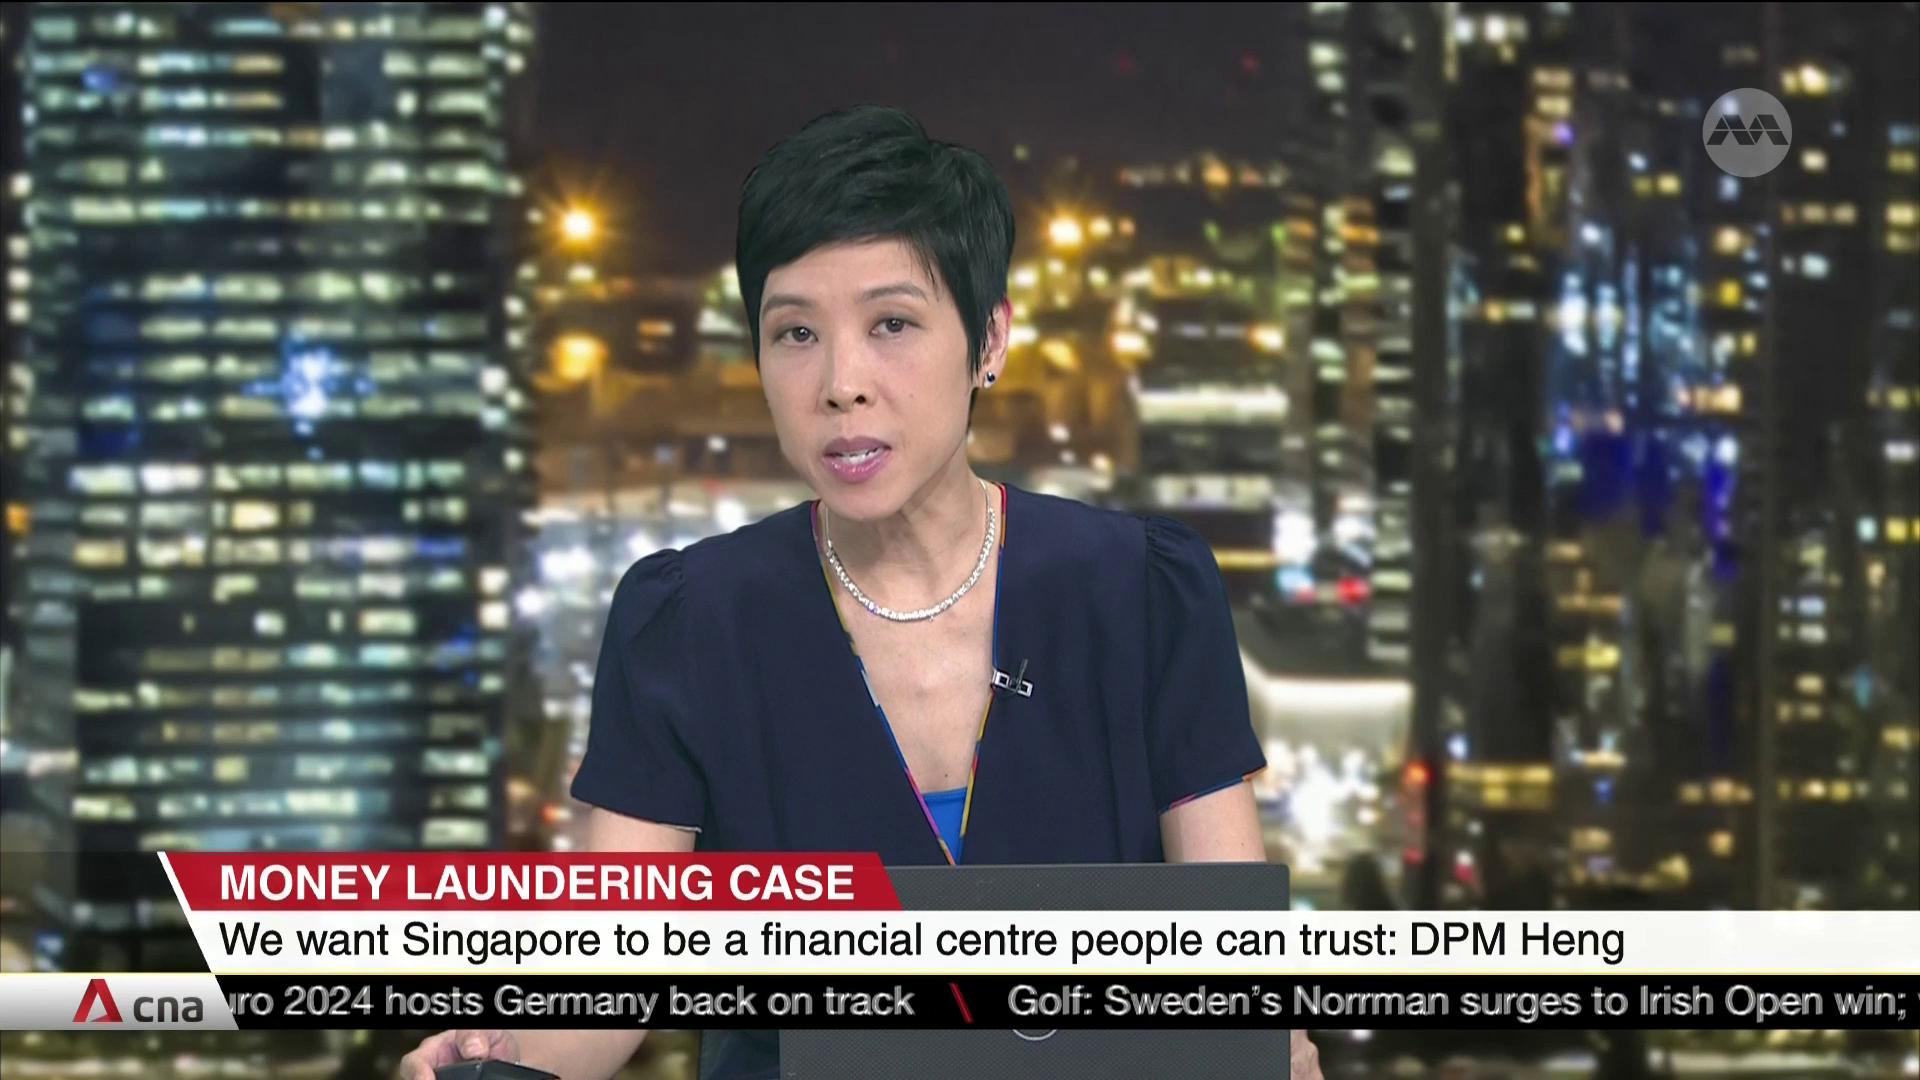 MONEY LAUNDERING CASE
We want Singapore to be a financial centre people can trust: DPM Heng
cna
uro 2024 hosts Germany back on track \ Golf: Sweden"s Norrman surges to Irish Open win;